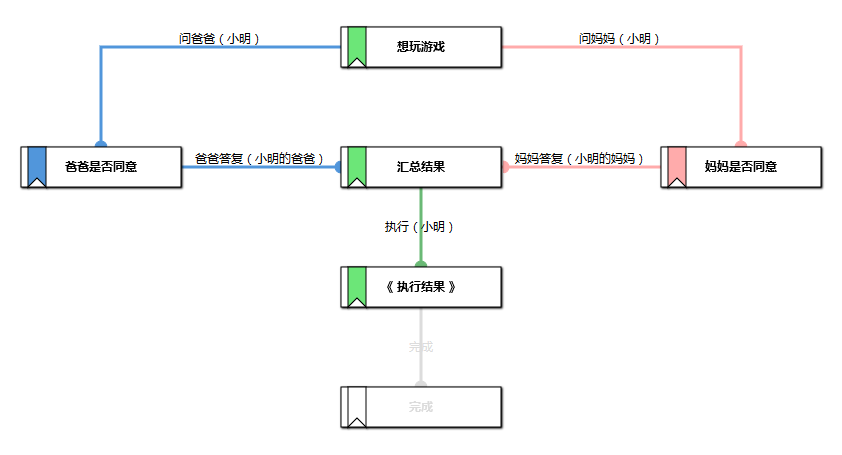 问爸爸（小明）
想玩游戏
问妈妈（小明）
爸爸是否同意
爸爸答复（小明的爸爸）
汇总结果
妈妈答复（小明的妈妈）
妈妈是否同意
执行（小明）
《 执行结果 》
完成
完成